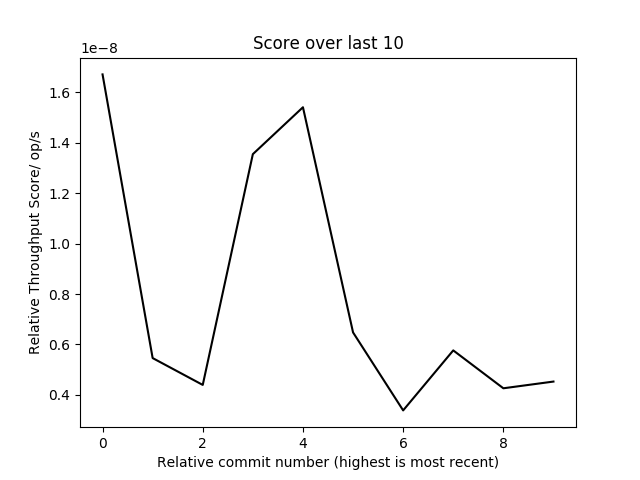 Score over last 10
1e−8
1.6
1.4
1.2
1.0
0.8
0.6
0.4
Relative Throughput Score/ op/s
0 2 4 6 8
Relative commit number (highest is most recent)